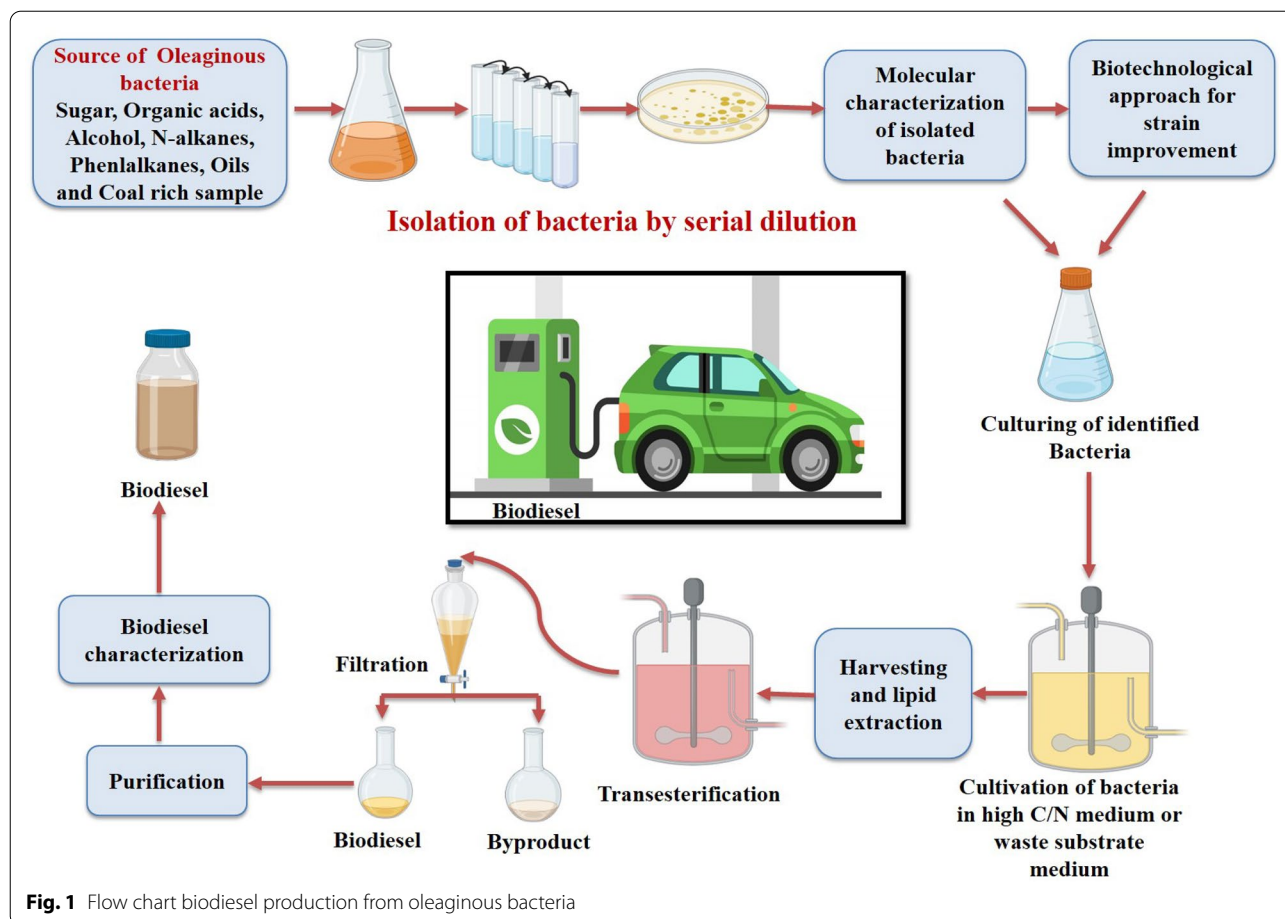 Source of Oleaginous
bacteria
Sugar, Organic acids,
Alcohol, N-alkanes,
Phenlalkanes, Oils
and Coal rich sample
Molecular
characterization
of isolated
bacteria
Biotechnological
approach for
strain
improvement
Isolation of bacteria by serial dilution
Culturing of identified
Bacteria
Biodiesel
Cultivation of bacteria
in high C/N medium or
waste substrate
medium
Harvesting
and lipid
extraction
Transesterification
Filtration
Biodiesel
Byproduct
Purification
Biodiesel
characterization
Biodiesel
Fig. 1 Flow chart biodiesel production from oleaginous bacteria